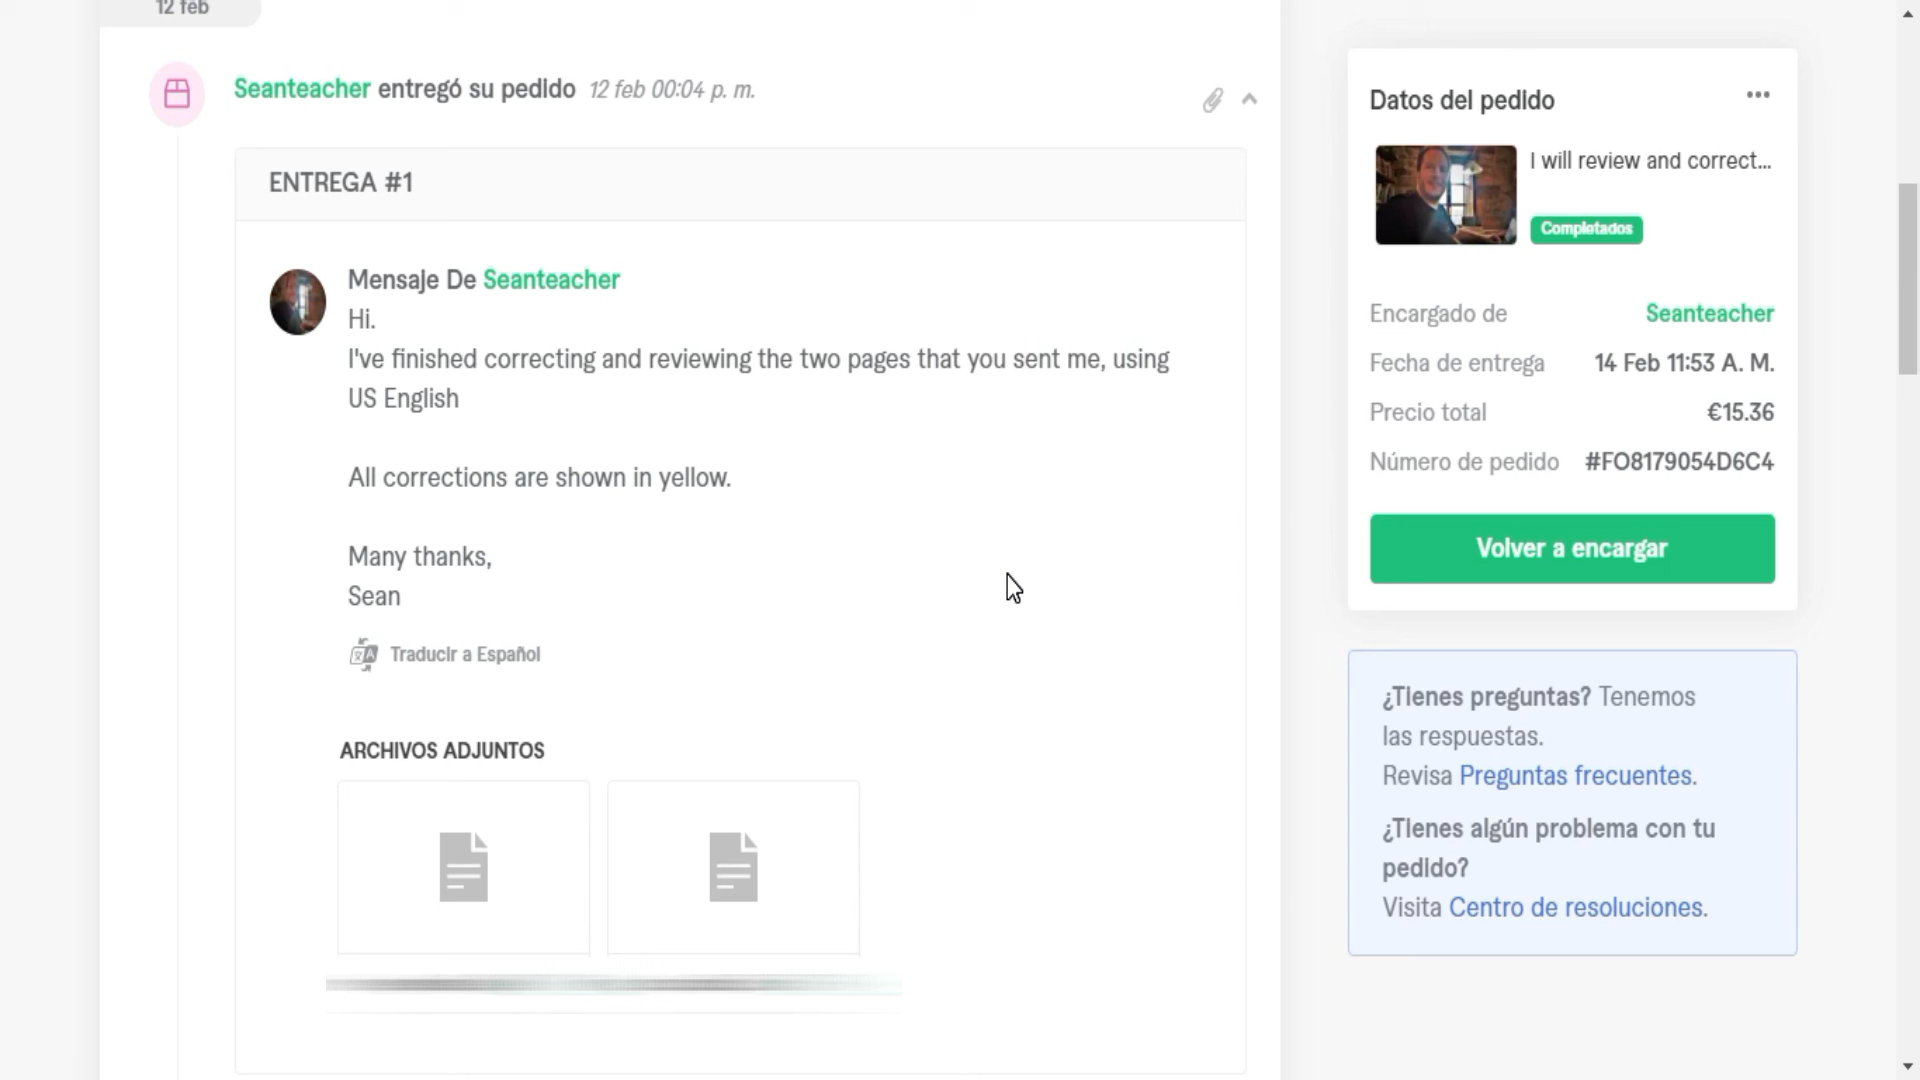 12 feb
Seanteacher entregó su pedido 12 feb 00:04 p. m.
ENTREGA #1
Mensaje De Seanteacher
Hi.
I've finished correcting and reviewing the two pages that you sent me, using
US English
All corrections are shown in yellow.
Many thanks,
Sean
Traducir a Español
ARCHIVOS ADJUNTOS
Datos del pedido
I will review and correct...
Completados
Encargado de Seanteacher
Fecha de entrega 14 Feb 11:53 A. M.
Precio total €15.36
Número de pedido #FO8179054D6C4
Volver a encargar
¿Tienes preguntas? Tenemos
las respuestas.
Revisa Preguntas frecuentes.
¿Tienes algún problema con tu
pedido?
Visita Centro de resoluciones.